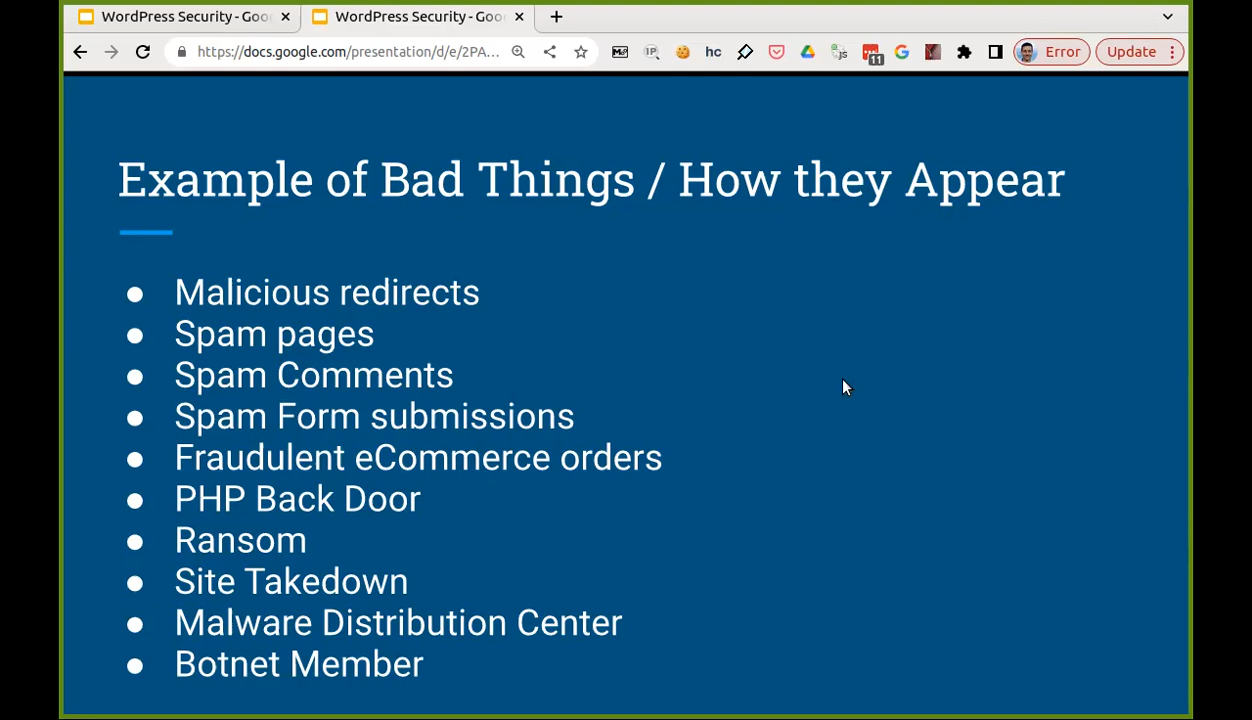 WordPress Security - Goo
WordPress Security - Goo
https://docs.google.com/presentation/d/e/2PA...
hc
11
Error
Update
Example of Bad Things / How they Appear
● Malicious redirects
● Spam pages
● Spam Comments
● Spam Form submissions
● Fraudulent eCommerce orders
● PHP Back Door
● Ransom
● Site Takedown
● Malware Distribution Center
● Botnet Member